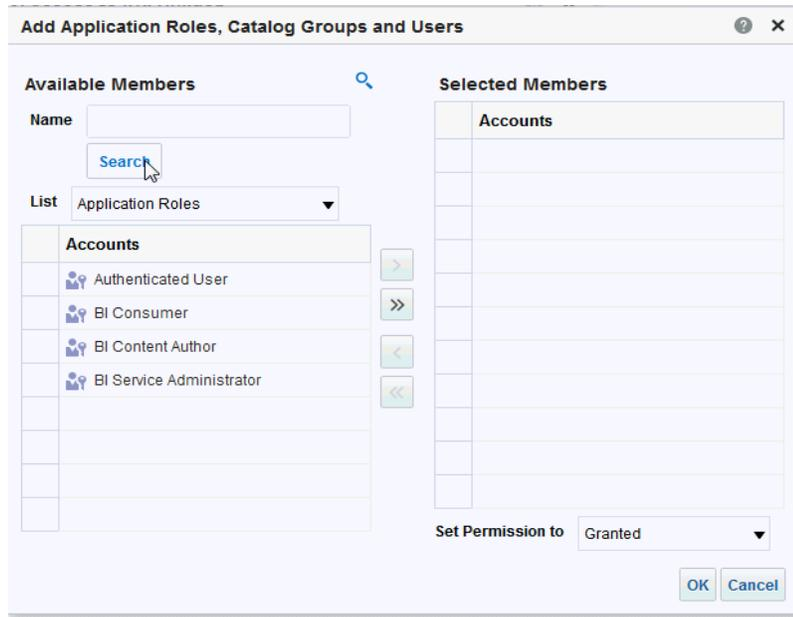 Add Application Roles, Catalog Groups and Users
Available Members
Name
Search
List
Application Roles
Accounts
Authenticated User
BI Consumer
BI Content Author
BI Service Administrator
>
>>
<
<<
Selected Members
Accounts
Set Permission to
Granted
OK
Cancel